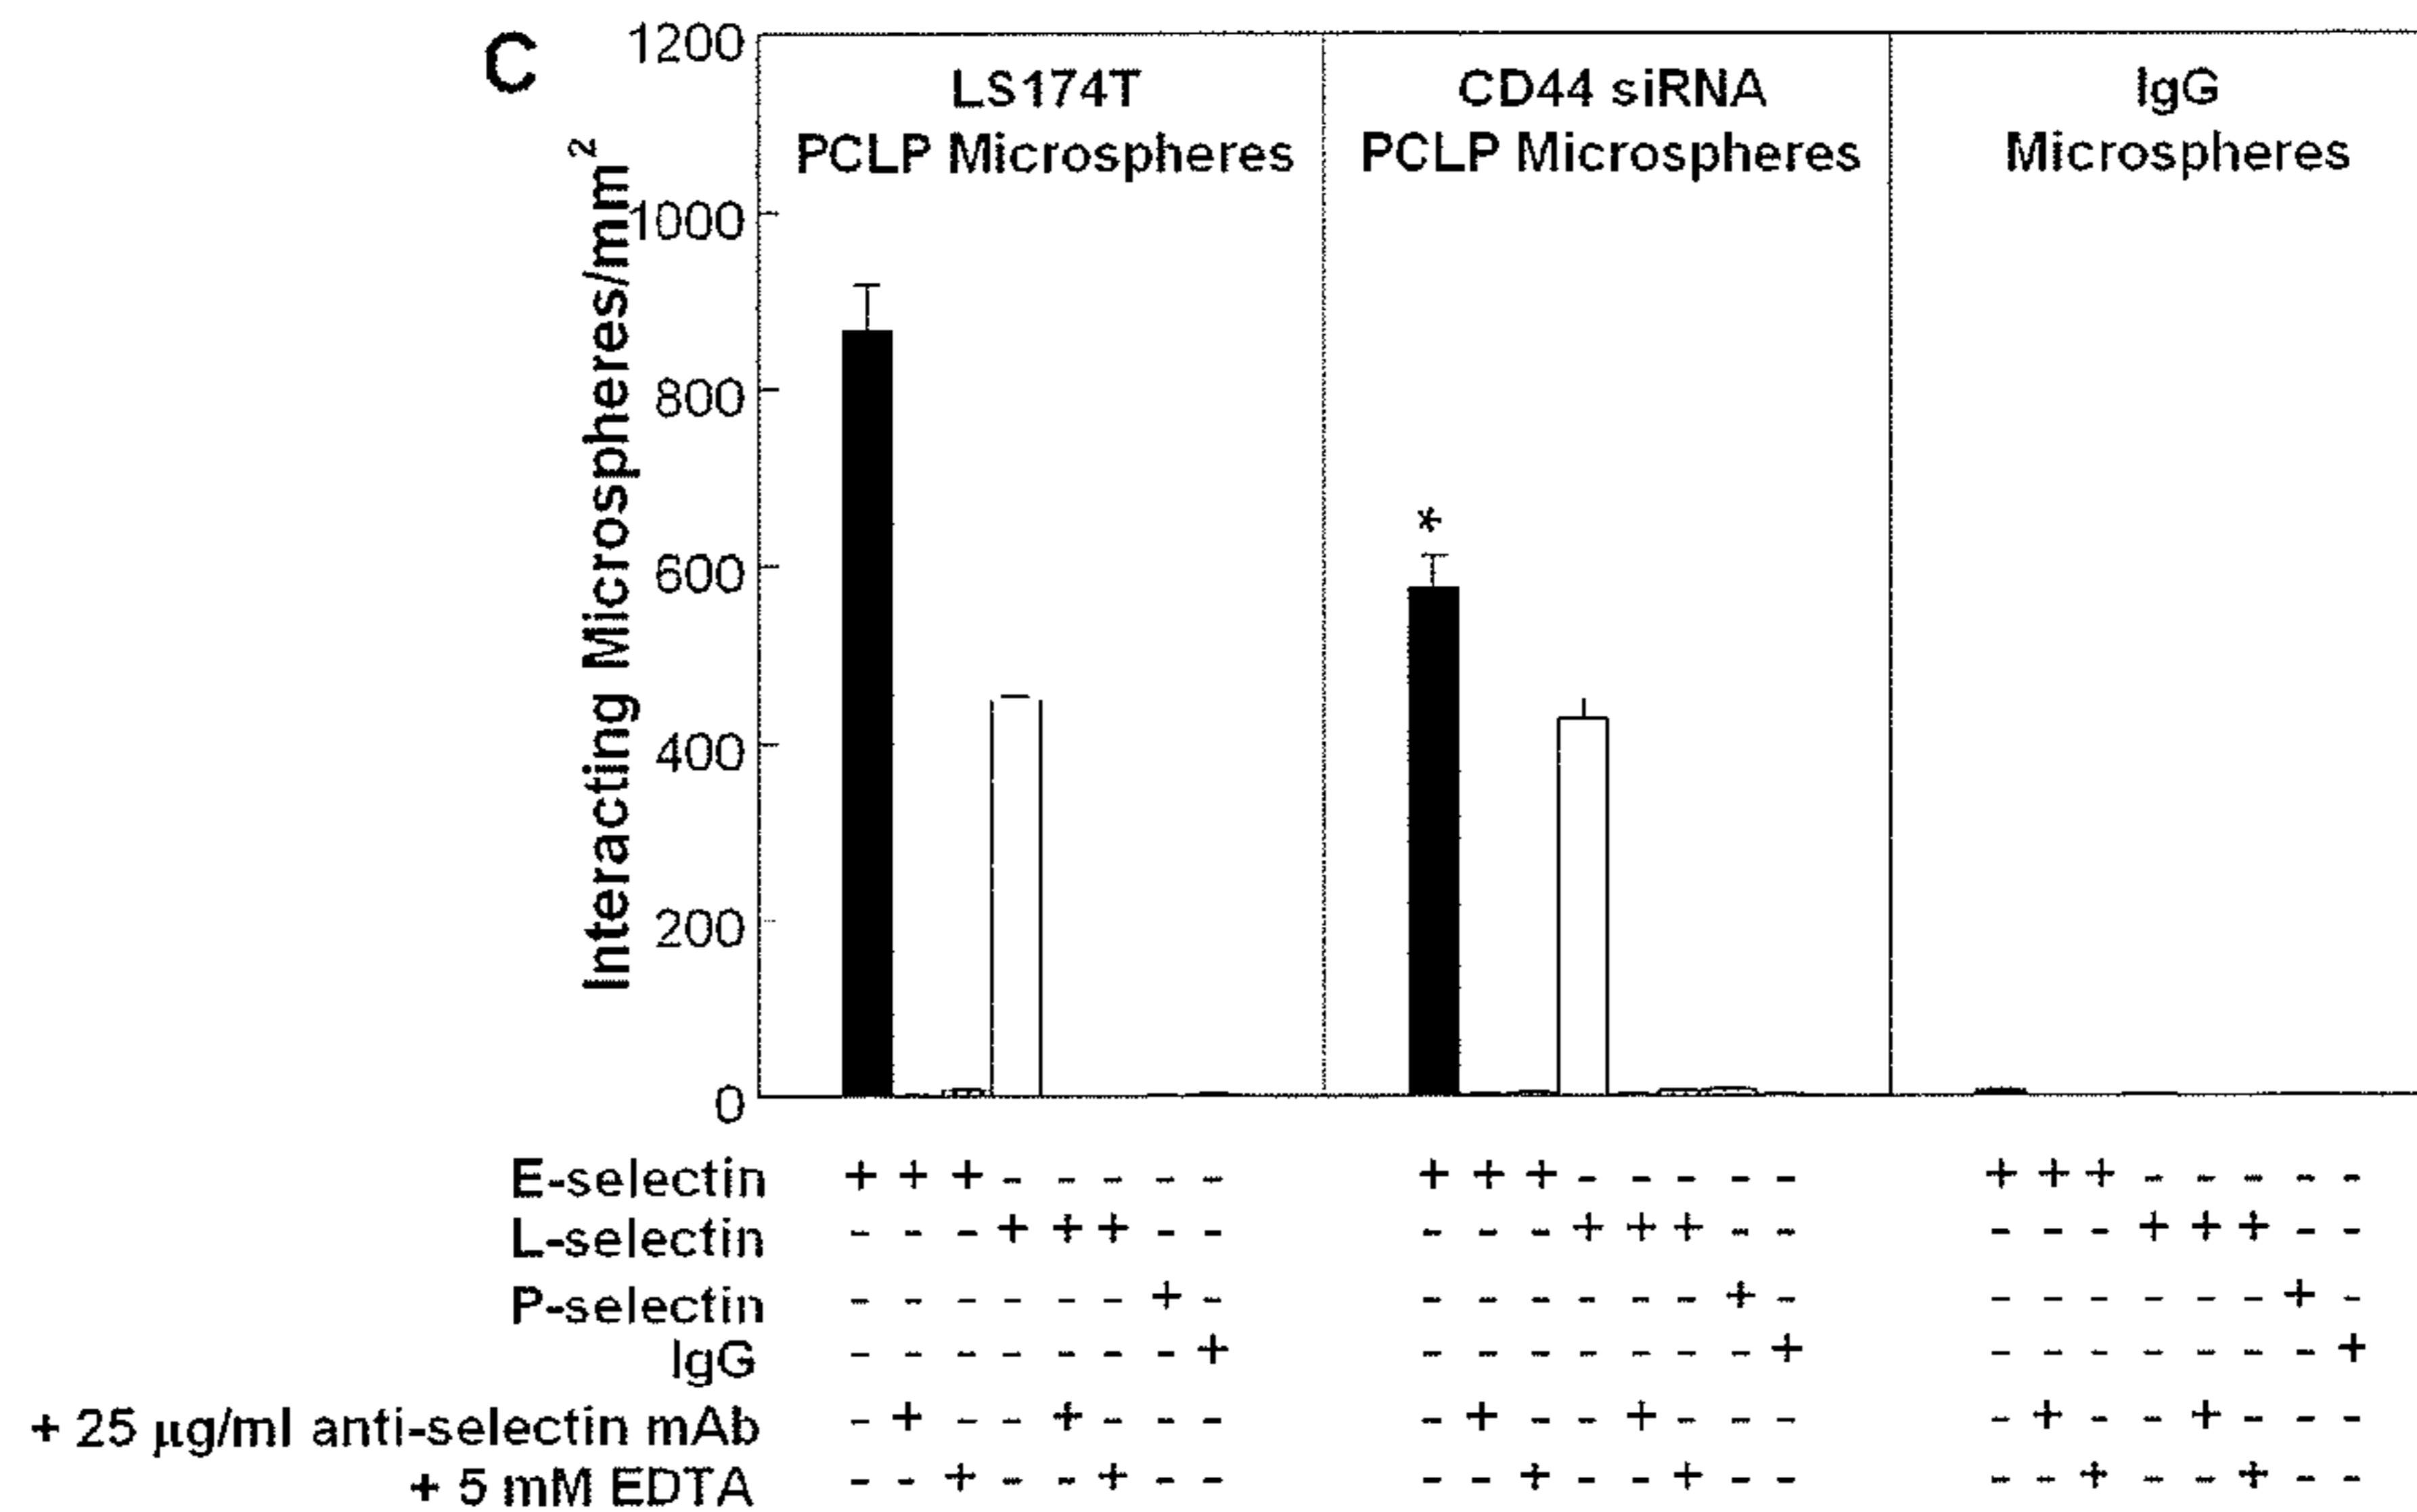 C
1200
LS174T
PCLP Microspheres
CD44 siRNA
PCLP Microspheres
IgG
Microspheres
Interacting Microspheres/mm²
1000
800
600
400
200
0
*
E-selectin + + + - - - - - + + + - - - - - + + + - - - - -
L-selectin - - - + + + - - - - - + + + - - - - - + + + - -
P-selectin - - - - - - + - - - - - - - + - - - - - - - + -
IgG - - - - - - - + - - - - - - - + - - - - - - - +
+ 25 μg/ml anti-selectin mAb - + - - + - - - - + - - + - - - - + - - + - - -
+ 5 mM EDTA - - + - - + - - - - + - - + - - - - + - - + - -